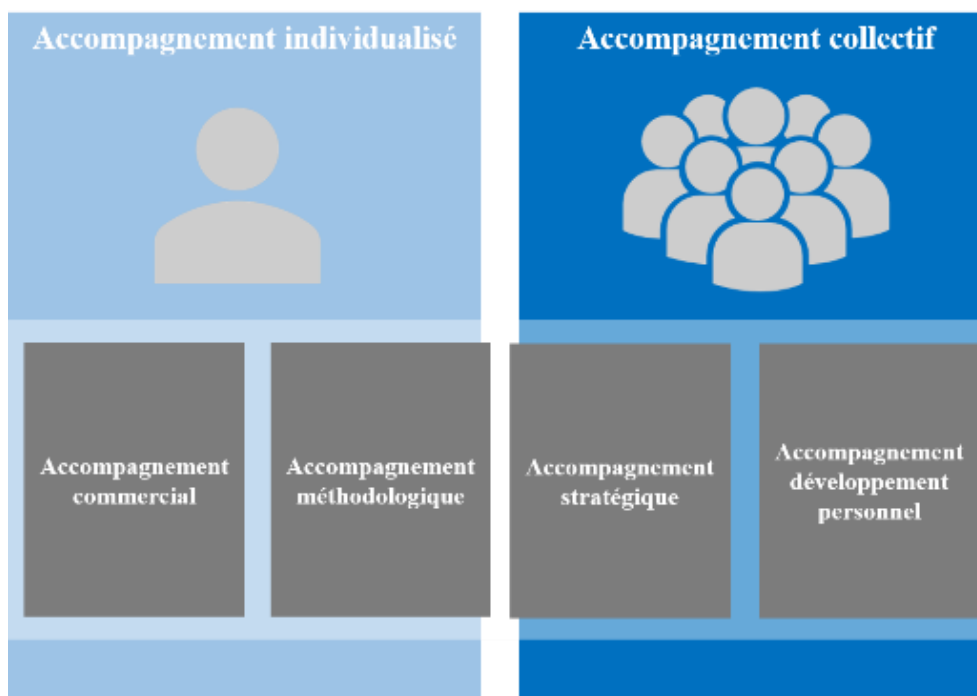 Accompagnement individualisé
Accompagnement collectif
Accompagnement
commercial
Accompagnement
méthodologique
Accompagnement
stratégique
Accompagnement
développement
personnel